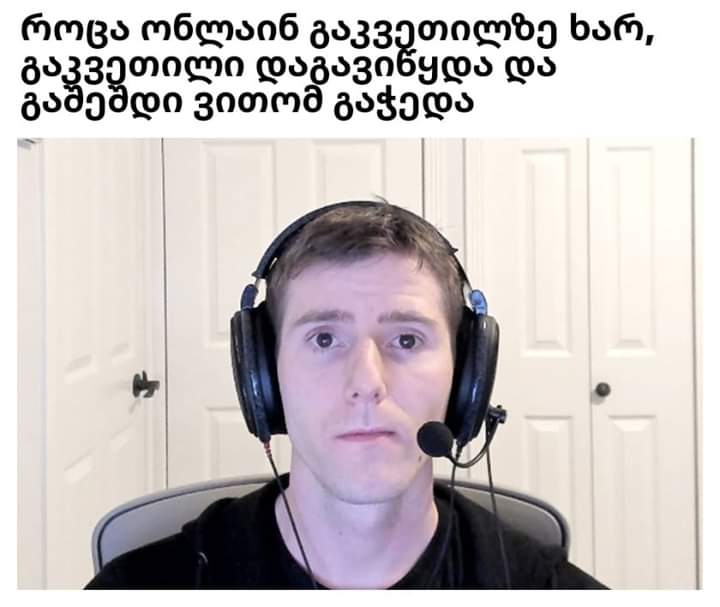 როცა ონლაინ გაკვეთილზე ხარ,
გაკვეთილი დაგავიწყდა და
გაშეშდი ვითომ გაჭედა